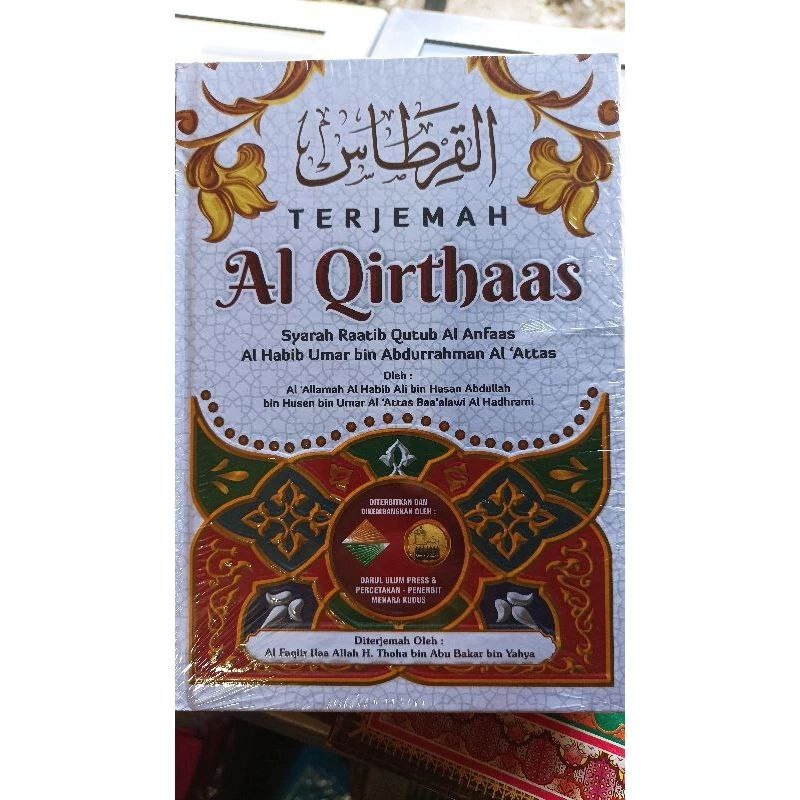 القرطاس
TERJEMAH
Al Qirthaas
Syarah Raatib Qutub Al Anfaas
Al Habib Umar bin Abdurrahman Al 'Attas
Oleh :
Al 'Allamah Al Habib Ali bin Hasan Abdullah
bin Husen bin Umar Al 'Attas Baa'alawi Al Hadhrami
DITERBITKAN DAN
DIKEMBANGKAN OLEH :
DARUL ULUM PRESS &
PERCETAKAN - PENERBIT
MENARA KUDUS
Diterjemah Oleh :
Al Faqiir Ilaa Allah H. Thoha bin Abu Bakar bin Yahya